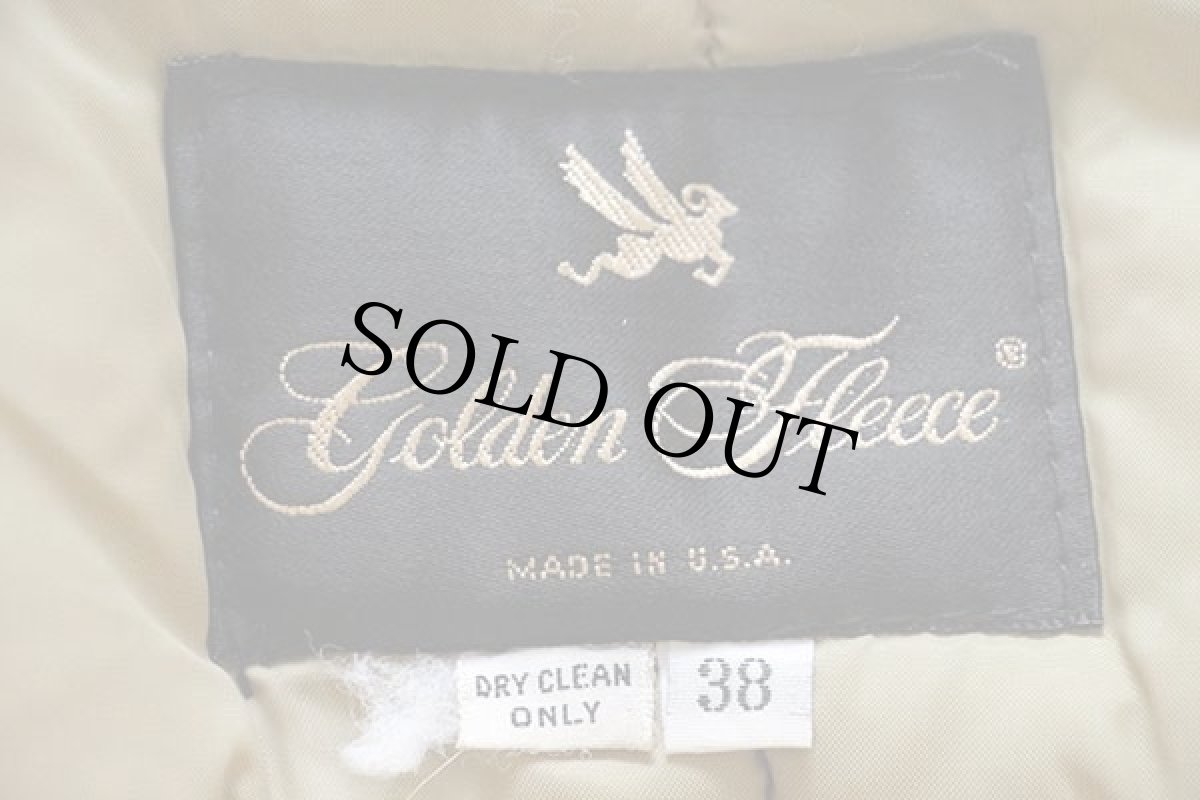 Golden Fleece®
SOLD OUT
MADE IN U.S.A.
DRY CLEAN
ONLY
38